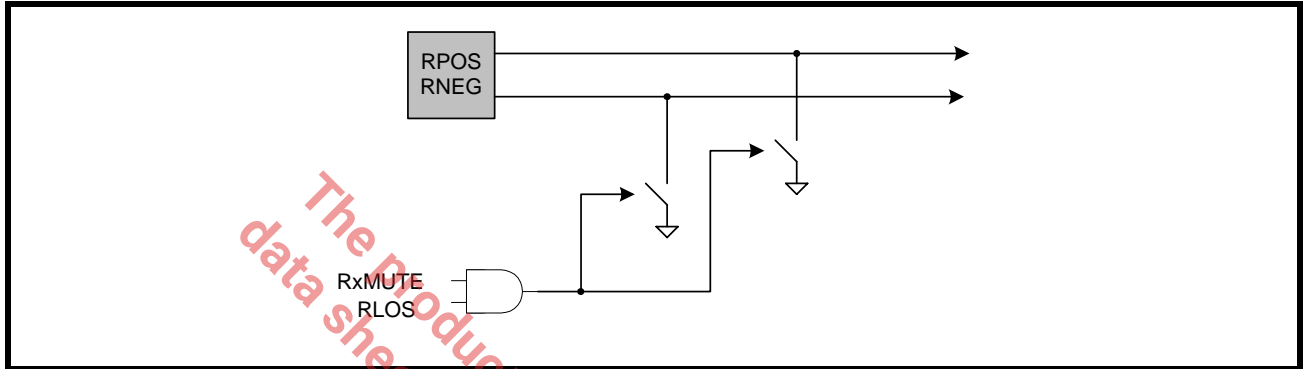 RPOS
RNEG
RxMUTE
RLOS
The produc
data she